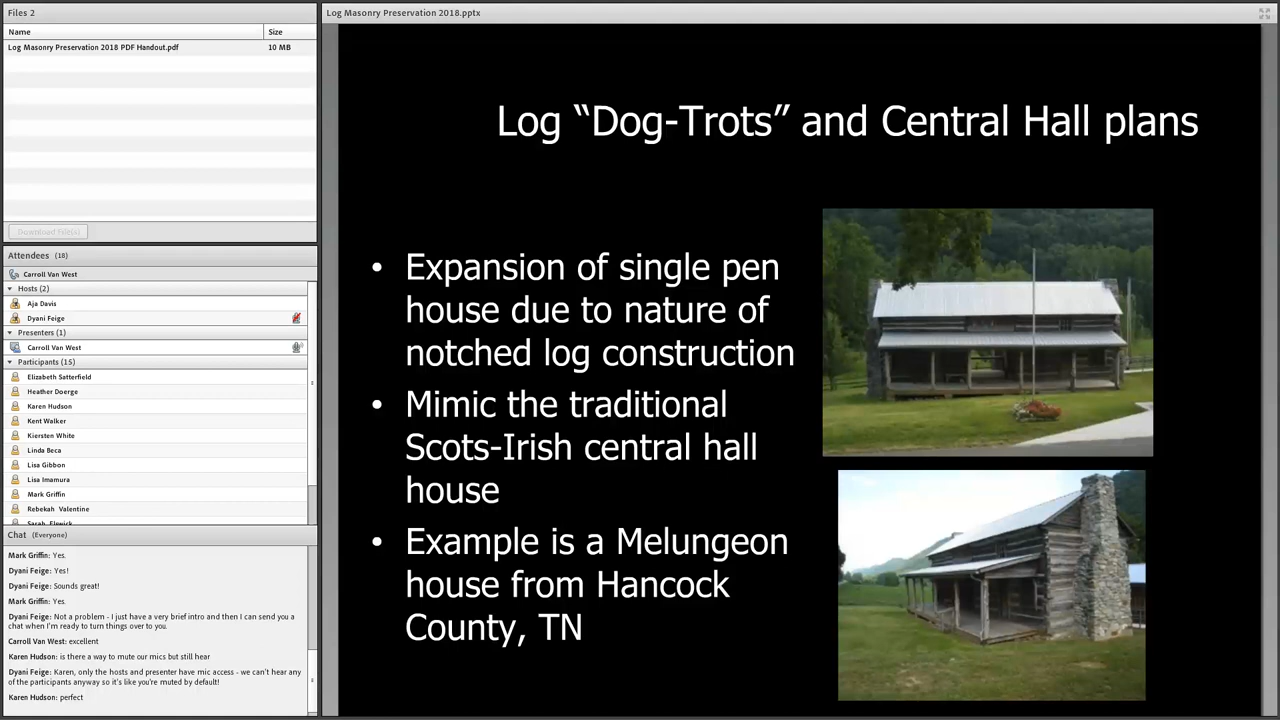 Files 2
Name Size
Log Masonry Preservation 2018 PDF Handout.pdf 10 MB
Download File(s)
Attendees (18)
Carroll Van West
Hosts (2)
Aja Davis
Dyani Feige
Presenters (1)
Carroll Van West
Participants (15)
Elizabeth Satterfield
Heather Doerge
Karen Hudson
Kent Walker
Kiersten White
Linda Beca
Lisa Gibbon
Lisa Imamura
Mark Griffin
Rebekah Valentine
Sarah Elswick
Chat (Everyone)
Mark Griffin: Yes.
Dyani Feige: Yes!
Dyani Feige: Sounds great!
Mark Griffin: Yes.
Dyani Feige: Not a problem - I just have a very brief intro and then I can send you a
chat when I'm ready to turn things over to you.
Carroll Van West: excellent
Karen Hudson: is there a way to mute our mics but still hear
Dyani Feige: Karen, only the hosts and presenter have mic access - we can't hear any
of the participants anyway so it's like you're muted by default!
Karen Hudson: perfect
Log Masonry Preservation 2018.pptx
Log “Dog-Trots” and Central Hall plans
• Expansion of single pen
house due to nature of
notched log construction
• Mimic the traditional
Scots-Irish central hall
house
• Example is a Melungeon
house from Hancock
County, TN